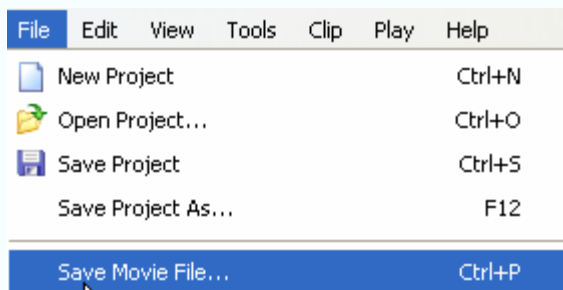 File Edit View Tools Clip Play Help
New Project Ctrl+N
Open Project... Ctrl+O
Save Project Ctrl+S
Save Project As... F12
Save Movie File... Ctrl+P